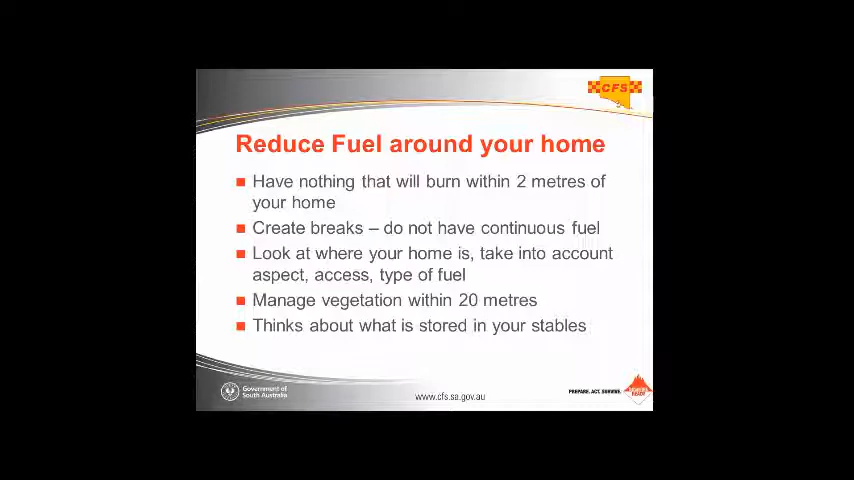 CFS
Reduce Fuel around your home
Have nothing that will burn within 2 metres of
your home
Create breaks – do not have continuous fuel
Look at where your home is, take into account
aspect, access, type of fuel
Manage vegetation within 20 metres
Thinks about what is stored in your stables
Government of
South Australia
www.cfs.sa.gov.au
PREPARE. ACT. SURVIVE.